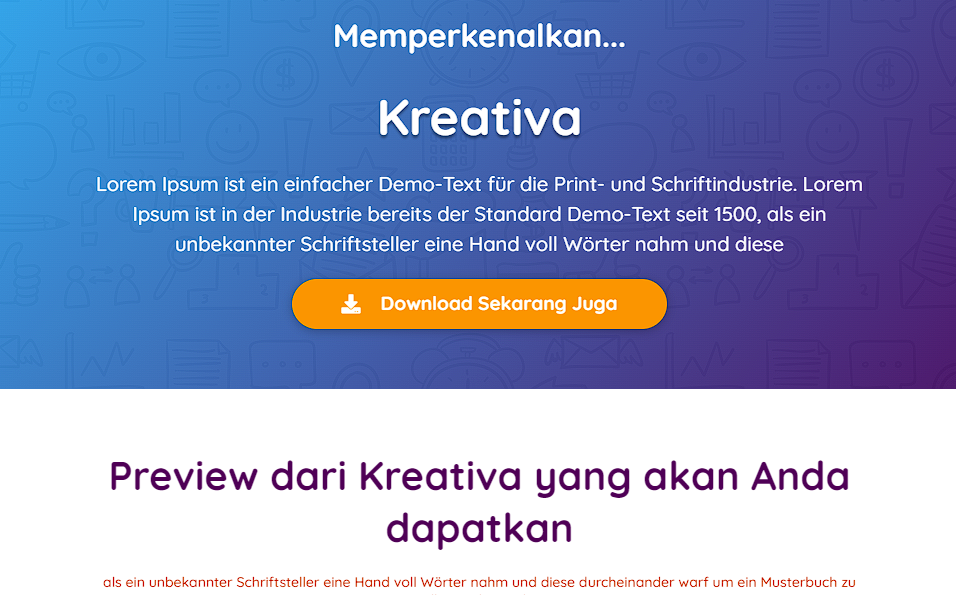 Memperkenalkan...
Kreativa
Lorem Ipsum ist ein einfacher Demo-Text für die Print- und Schriftindustrie. Lorem
Ipsum ist in der Industrie bereits der Standard Demo-Text seit 1500, als ein
unbekannter Schriftsteller eine Hand voll Wörter nahm und diese
Download Sekarang Juga
Preview dari Kreativa yang akan Anda
dapatkan
als ein unbekannter Schriftsteller eine Hand voll Wörter nahm und diese durcheinander warf um ein Musterbuch zu